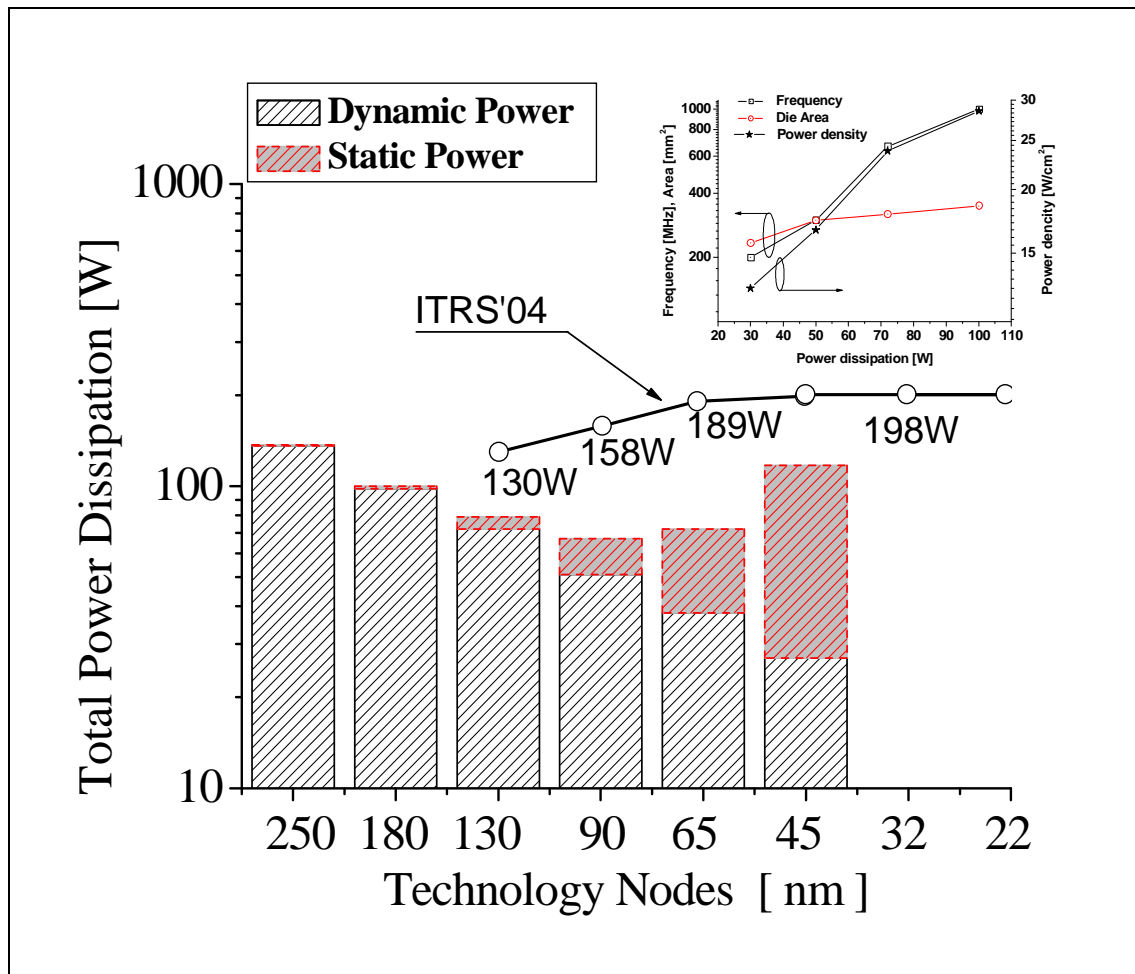 Dynamic Power
Static Power
Total Power Dissipation [W]
1000
100
10
ITRS'04
130W
158W
189W
198W
250 180 130 90 65 45 32 22
Technology Nodes [ nm ]
Frequency
Die Area
Power density
Frequency [MHz], Area [mm²]
1000
800
600
400
200
30
25
20
15
Power dencity [W/cm²]
20 30 40 50 60 70 80 90 100 110
Power dissipation [W]